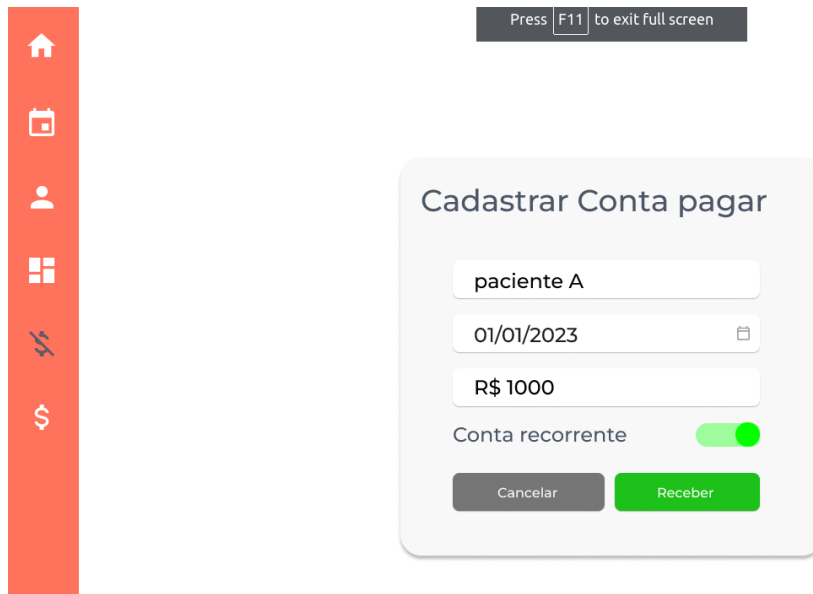 Press F11 to exit full screen
Cadastrar Conta pagar
paciente A
01/01/2023
R$ 1000
Conta recorrente
Cancelar Receber